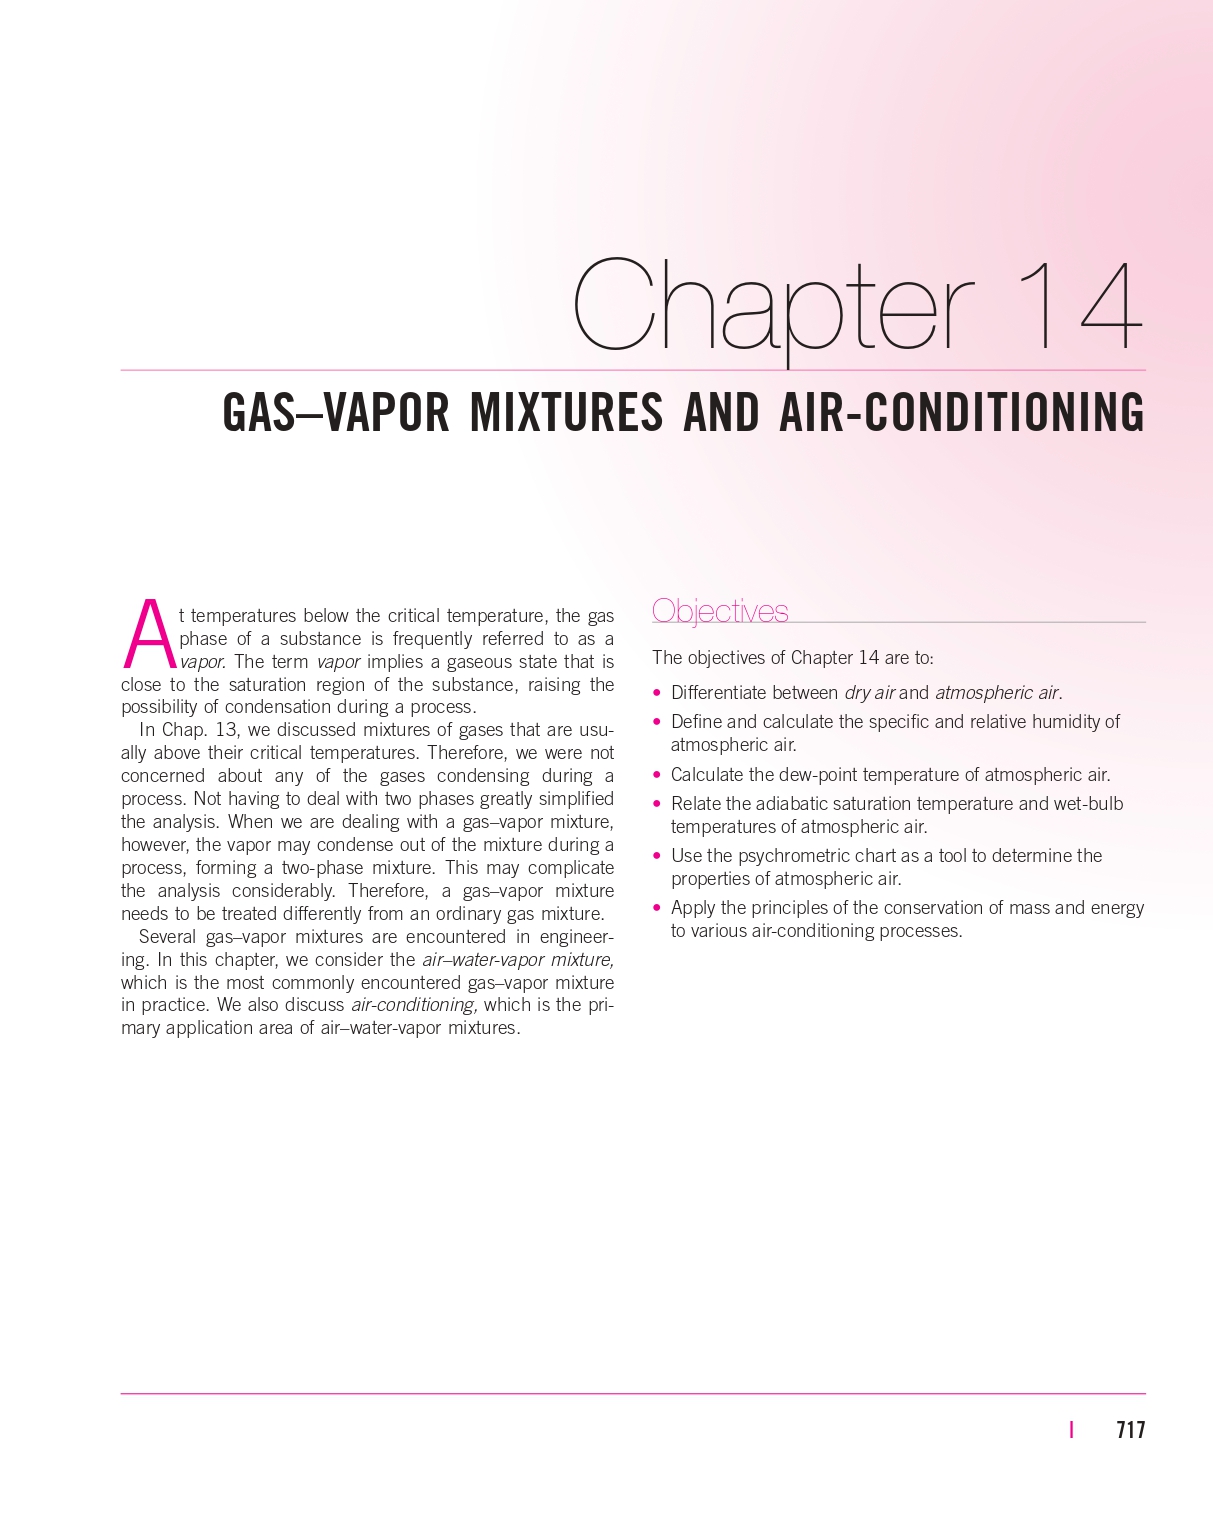 Chapter 14
GAS–VAPOR MIXTURES AND AIR-CONDITIONING
At temperatures below the critical temperature, the gas
phase of a substance is frequently referred to as a
vapor. The term vapor implies a gaseous state that is
close to the saturation region of the substance, raising the
possibility of condensation during a process.
In Chap. 13, we discussed mixtures of gases that are usu-
ally above their critical temperatures. Therefore, we were not
concerned about any of the gases condensing during a
process. Not having to deal with two phases greatly simplified
the analysis. When we are dealing with a gas–vapor mixture,
however, the vapor may condense out of the mixture during a
process, forming a two-phase mixture. This may complicate
the analysis considerably. Therefore, a gas–vapor mixture
needs to be treated differently from an ordinary gas mixture.
Several gas–vapor mixtures are encountered in engineer-
ing. In this chapter, we consider the air–water-vapor mixture,
which is the most commonly encountered gas–vapor mixture
in practice. We also discuss air-conditioning, which is the pri-
mary application area of air–water-vapor mixtures.
Objectives
The objectives of Chapter 14 are to:
• Differentiate between dry air and atmospheric air.
• Define and calculate the specific and relative humidity of
atmospheric air.
• Calculate the dew-point temperature of atmospheric air.
• Relate the adiabatic saturation temperature and wet-bulb
temperatures of atmospheric air.
• Use the psychrometric chart as a tool to determine the
properties of atmospheric air.
• Apply the principles of the conservation of mass and energy
to various air-conditioning processes.
| 717